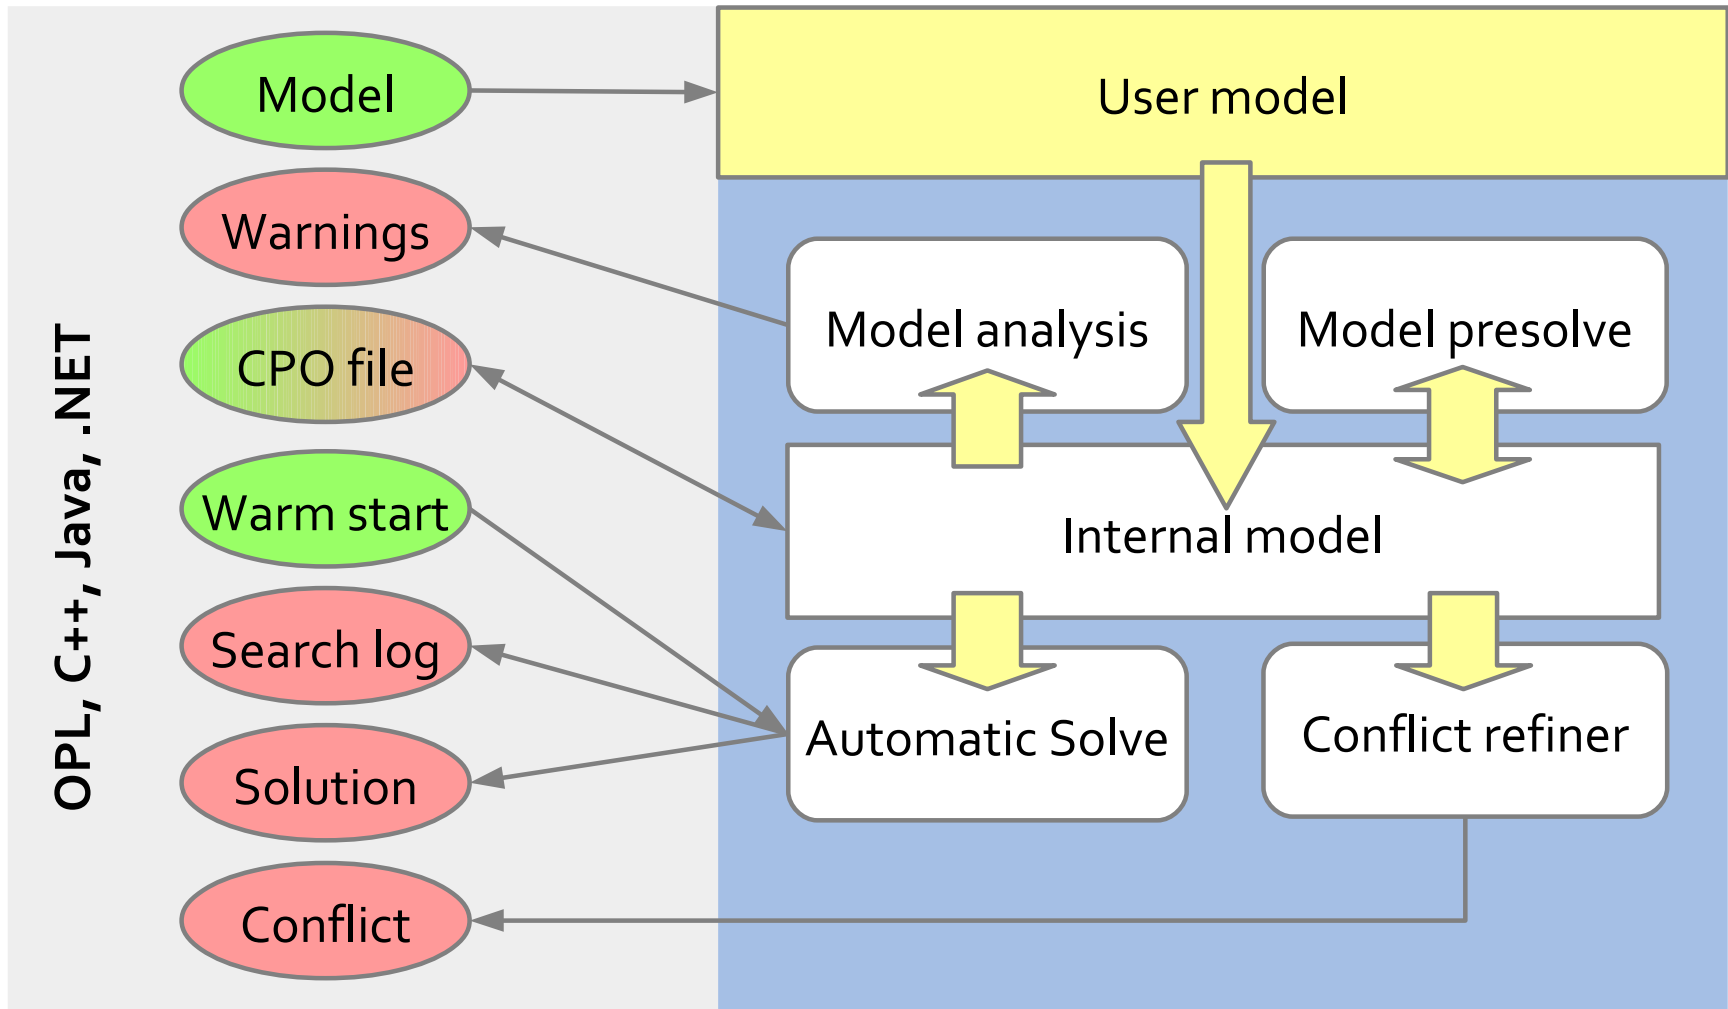 OPL, C++, Java, .NET
Model
Warnings
CPO file
Warm start
Search log
Solution
Conflict
User model
Model analysis
Model presolve
Internal model
Automatic Solve
Conflict refiner